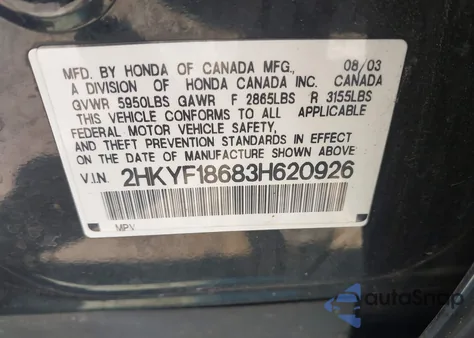 MFD. BY HONDA OF CANADA MFG., 08/03
A DIVISION OF HONDA CANADA INC. CANADA
GVWR 5950LBS GAWR F 2865LBS R 3155LBS
THIS VEHICLE CONFORMS TO ALL APPLICABLE
FEDERAL MOTOR VEHICLE SAFETY,
AND THEFT PREVENTION STANDARDS IN EFFECT
ON THE DATE OF MANUFACTURE SHOWN ABOVE.
V.I.N. 2HKYF18683H620926
MPV
autoSnap